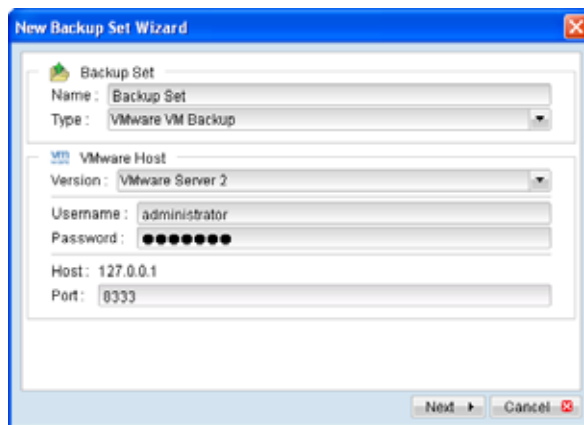 New Backup Set Wizard
Backup Set
Name : Backup Set
Type : VMware VM Backup
vm VMware Host
Version : VMware Server 2
Username : administrator
Password : ●●●●●●●
Host : 127.0.0.1
Port : 8333
Next Cancel